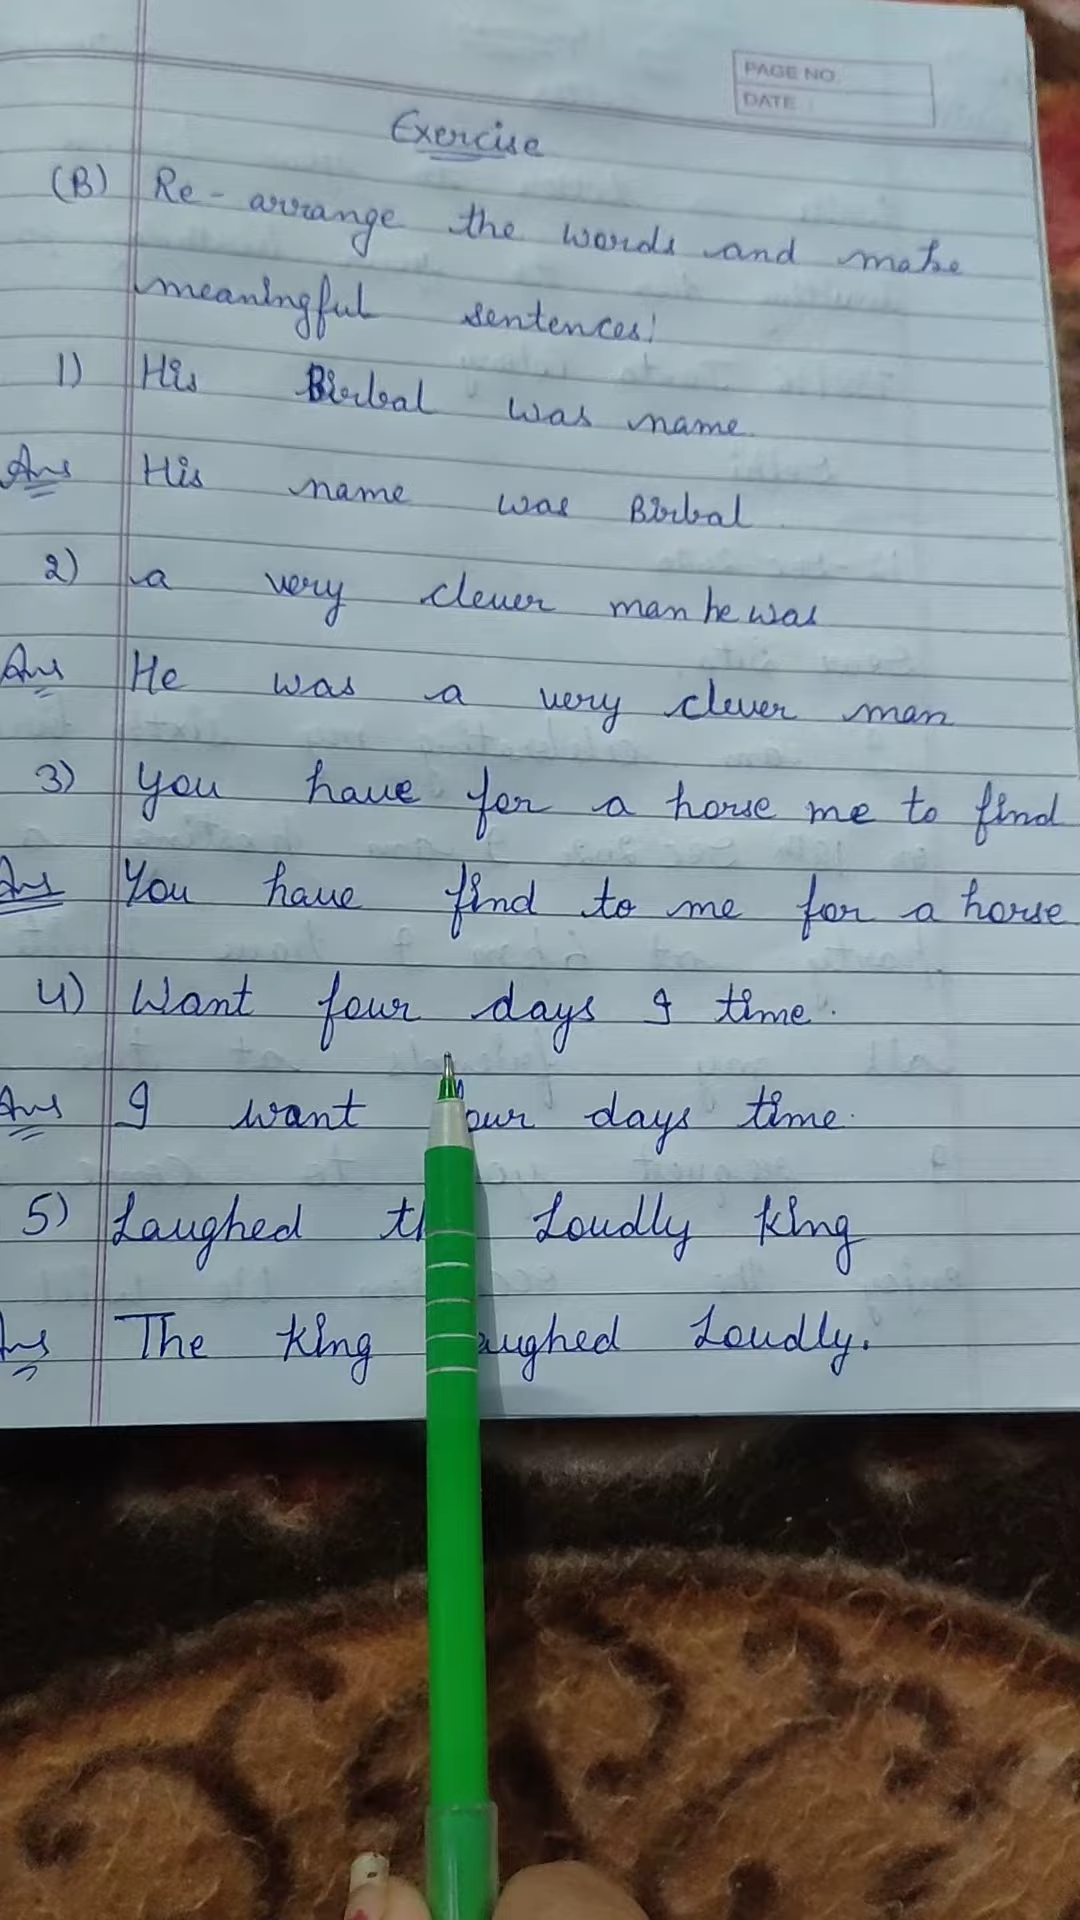 PAGE NO
DATE
Exercise
(B) Re-arrange the words and make
meaningful sentences:
1) His Birbal was name.
Ans His name was Birbal
2) a very clever man he was
Ans He was a very clever man
3) you have for a horse me to find
Ans You have find to me for a horse
4) Want four days I time.
Ans I want four days time.
5) Laughed the Loudly king
Ans The king laughed Loudly.